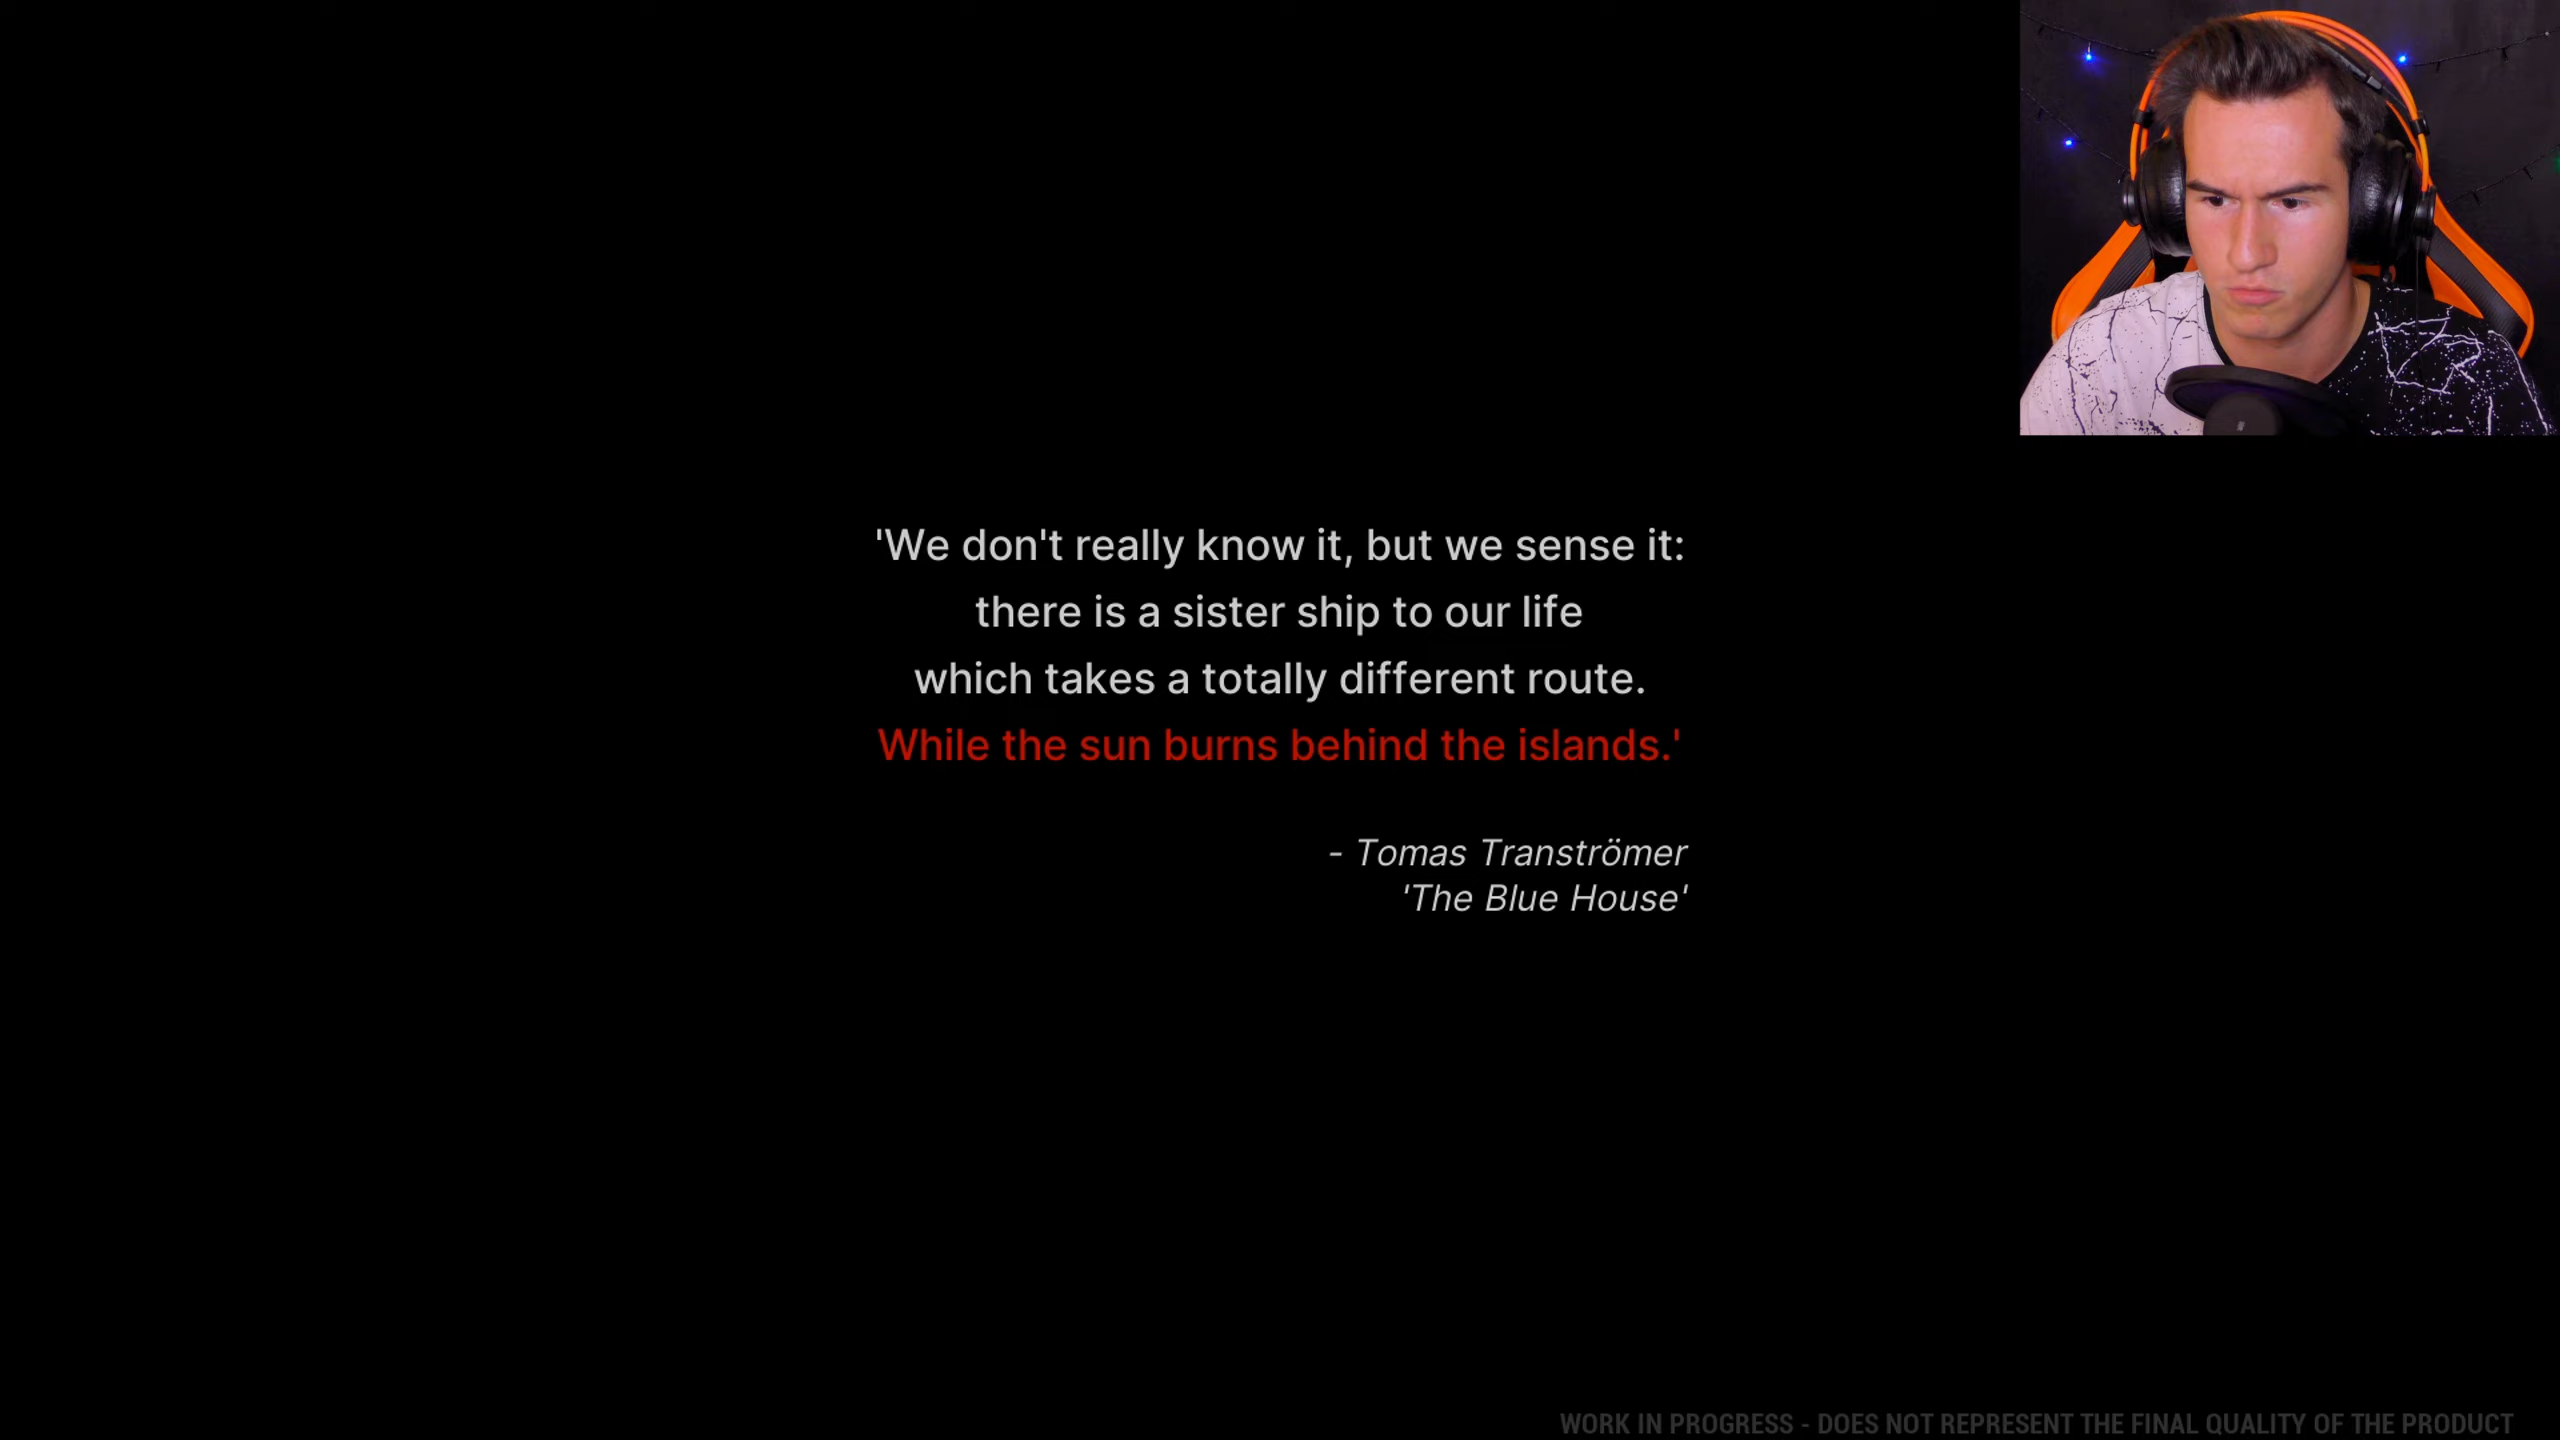 'We don't really know it, but we sense it:
there is a sister ship to our life
which takes a totally different route.
While the sun burns behind the islands.'
- Tomas Tranströmer
'The Blue House'
WORK IN PROGRESS - DOES NOT REPRESENT THE FINAL QUALITY OF THE PRODUCT